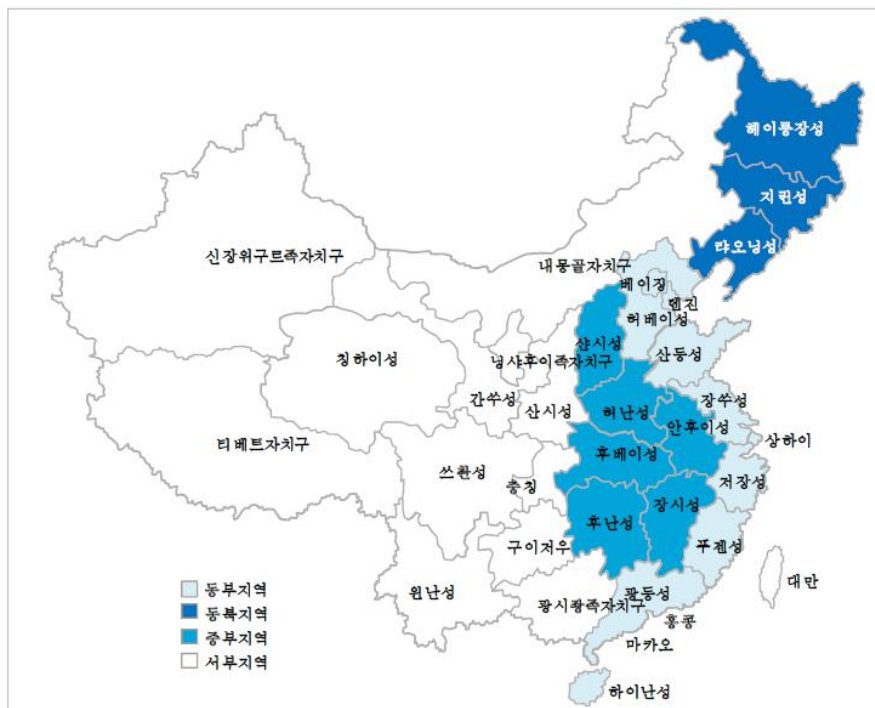 헤이룽장성
지린성
랴오닝성
신장위구르족자치구
내몽골자치구
베이징
톈진
허베이성
샨시성
산둥성
칭하이성
닝샤후이족자치구
간쑤성
산시성
허난성
장쑤성
안후이성
상하이
티베트자치구
쓰촨성
충칭
후베이성
저장성
구이저우
후난성
장시성
푸젠성
윈난성
광시좡족자치구
광둥성
홍콩
마카오
대만
하이난성
동부지역
동북지역
중부지역
서부지역